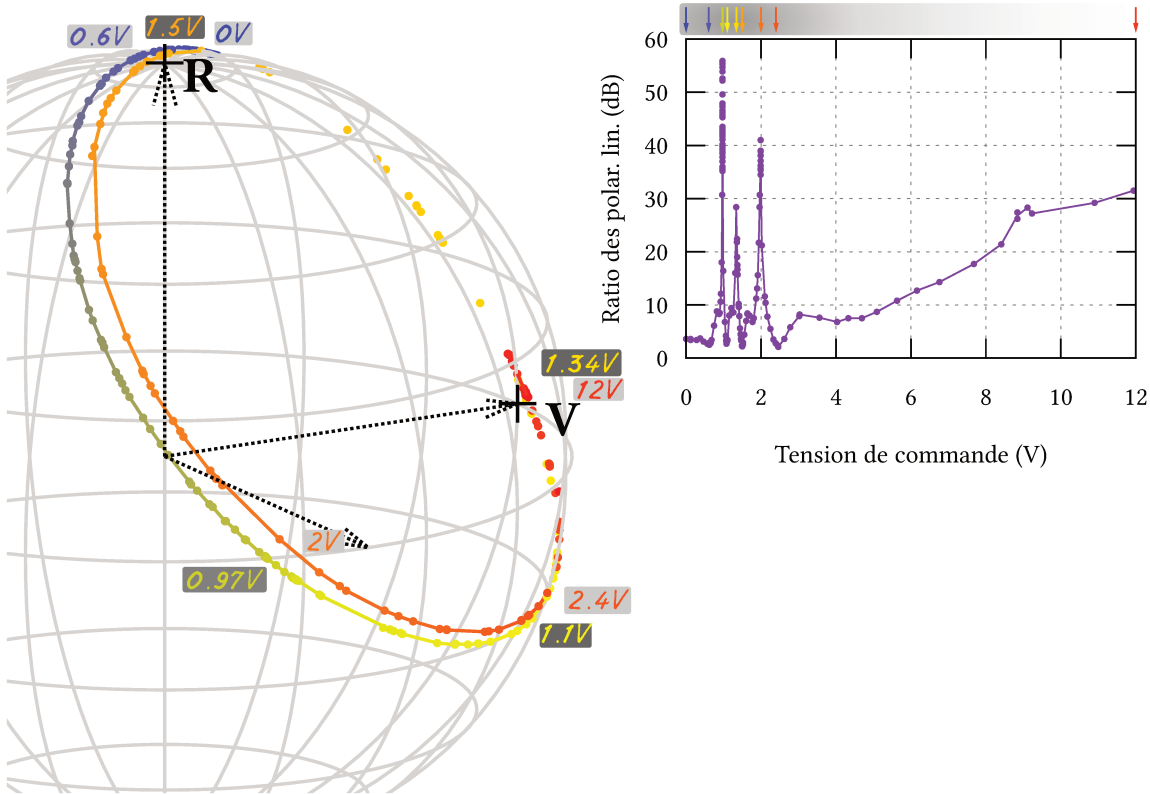 0.6V
1.5V
0V
R
1.34V
12V
V
2V
0.97V
2.4V
1.1V
Ratio des polar. lin. (dB)
60
50
40
30
20
10
0
0 2 4 6 8 10 12
Tension de commande (V)